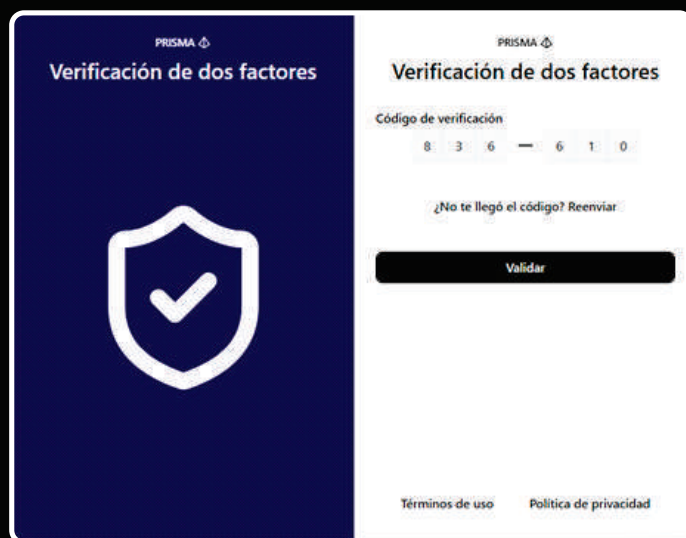 PRISMA
Verificación de dos factores
PRISMA
Verificación de dos factores
Código de verificación
8 3 6 — 6 1 0
¿No te llegó el código? Reenviar
Validar
Términos de uso Política de privacidad